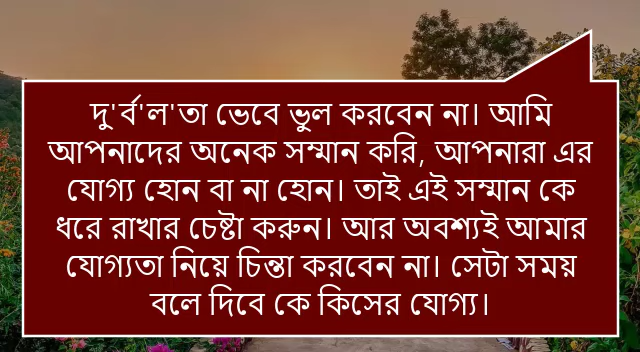 দু'র্ব'ল'তা ভেবে ভুল করবেন না। আমি
আপনাদের অনেক সম্মান করি, আপনারা এর
যোগ্য হোন বা না হোন। তাই এই সম্মান কে
ধরে রাখার চেষ্টা করুন। আর অবশ্যই আমার
যোগ্যতা নিয়ে চিন্তা করবেন না। সেটা সময়
বলে দিবে কে কিসের যোগ্য।